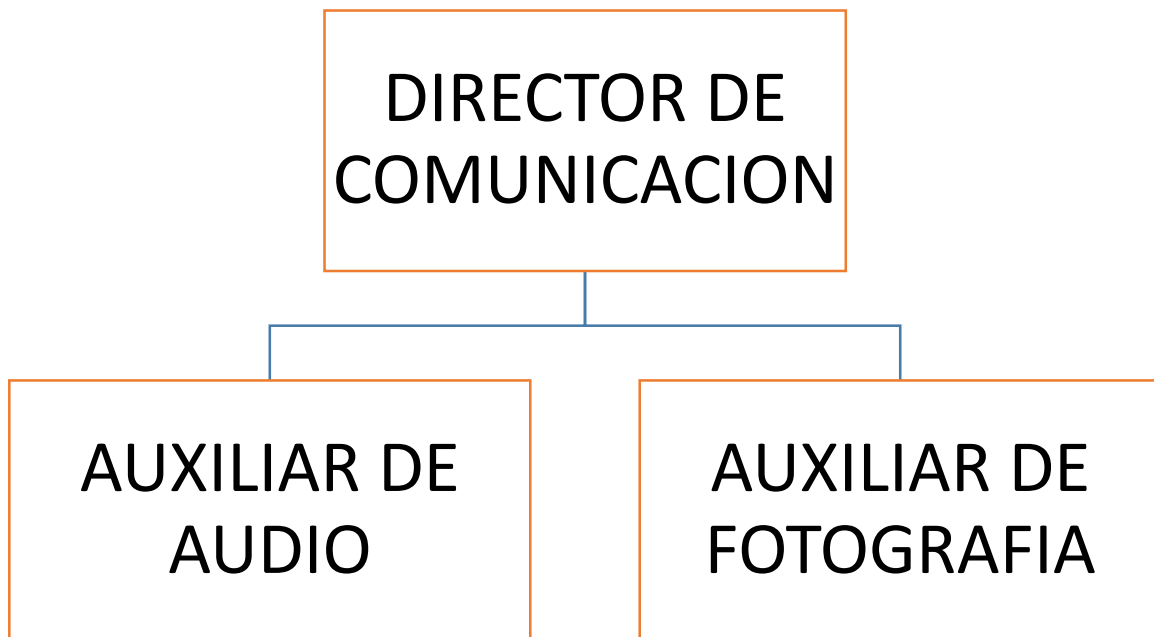 DIRECTOR DE
COMUNICACION
AUXILIAR DE
AUDIO
AUXILIAR DE
FOTOGRAFIA